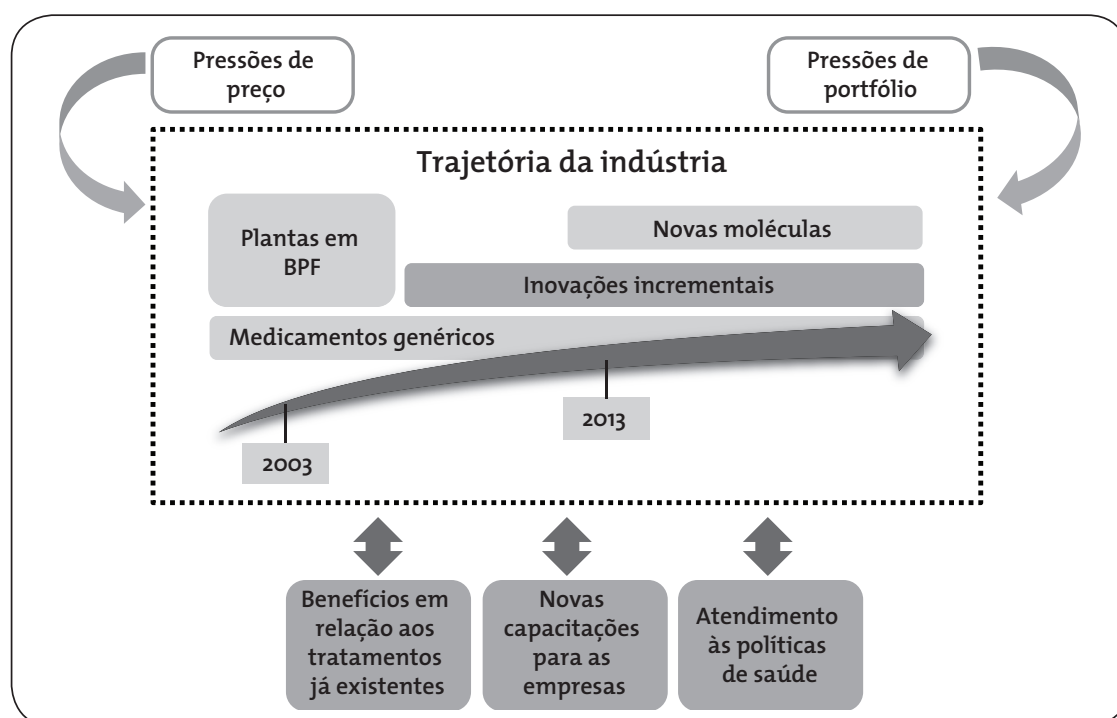 Pressões de
preço
Pressões de
portfólio
Trajetória da indústria
Plantas em
BPF
Novas moléculas
Inovações incrementais
Medicamentos genéricos
2003
2013
Benefícios em
relação aos
tratamentos
já existentes
Novas
capacitações
para as
empresas
Atendimento
às políticas
de saúde